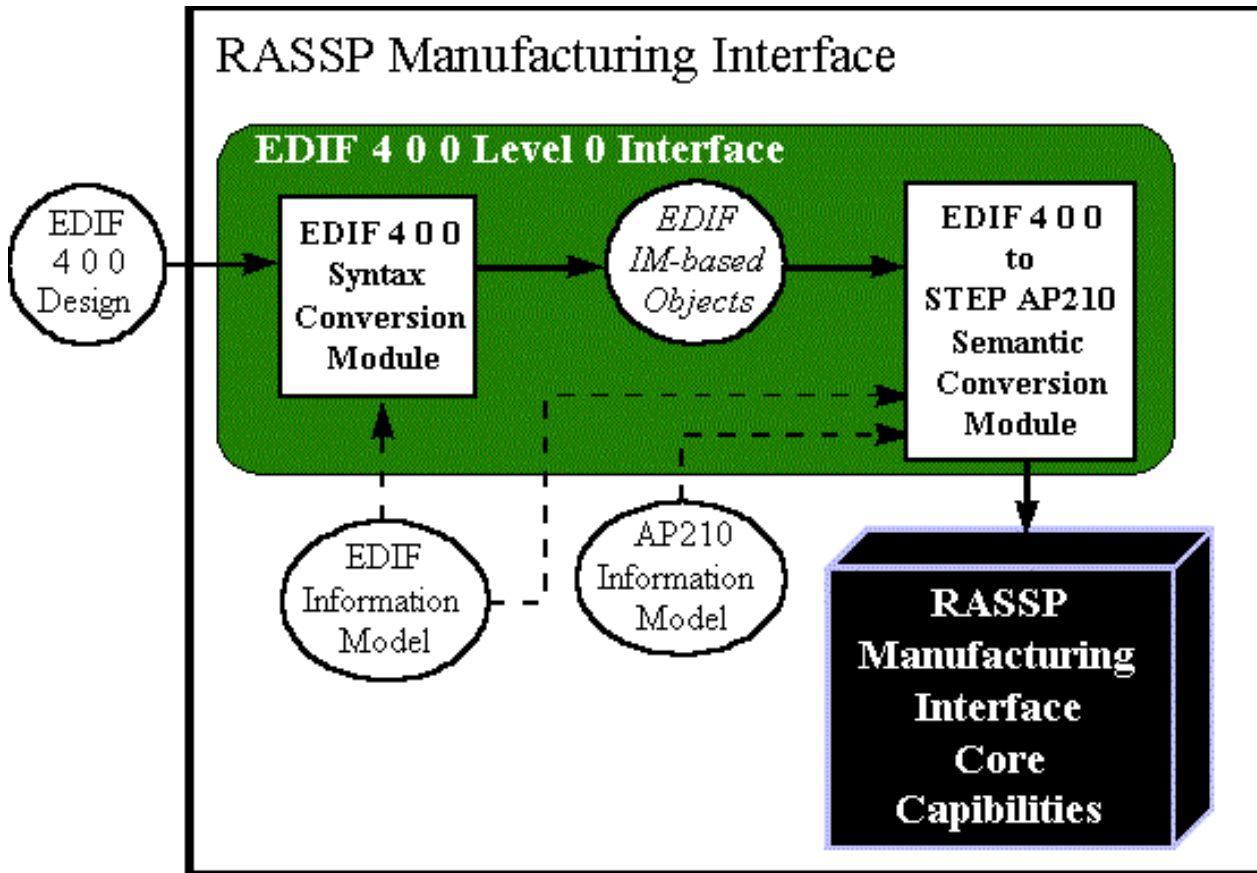 RASSP Manufacturing Interface
EDIF 4 0 0 Level 0 Interface
EDIF
4 0 0
Design
EDIF 4 0 0
Syntax
Conversion
Module
EDIF
IM-based
Objects
EDIF 4 0 0
to
STEP AP210
Semantic
Conversion
Module
EDIF
Information
Model
AP210
Information
Model
RASSP
Manufacturing
Interface
Core
Capibilities